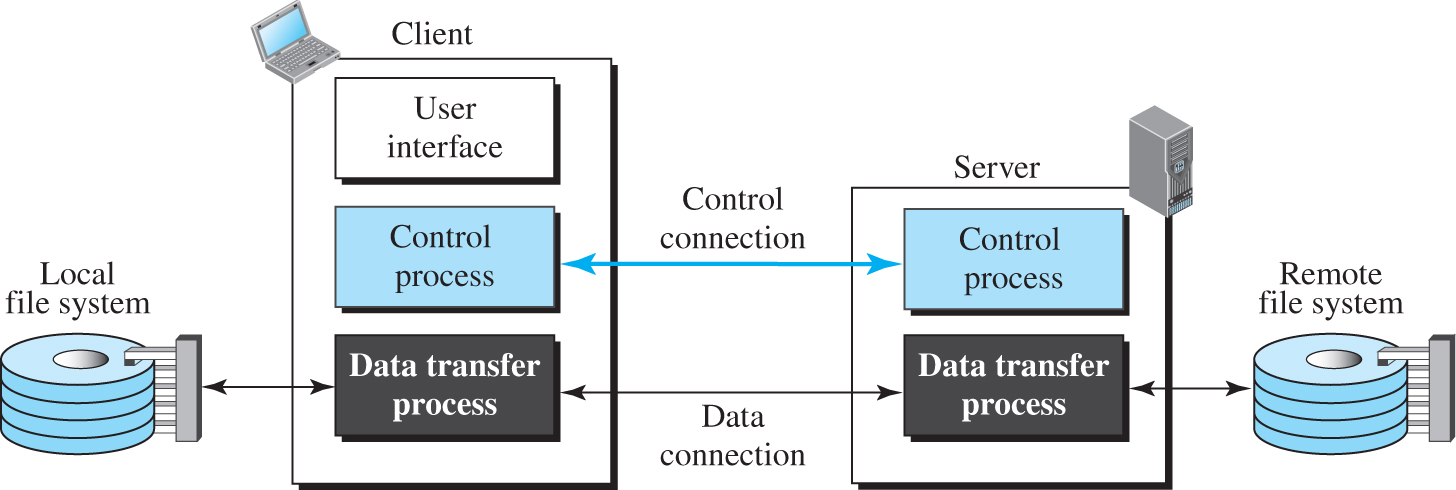 Client
User
interface
Server
Control
connection
Control
process
Control
process
Local
file system
Remote
file system
Data transfer
process
Data transfer
process
Data
connection